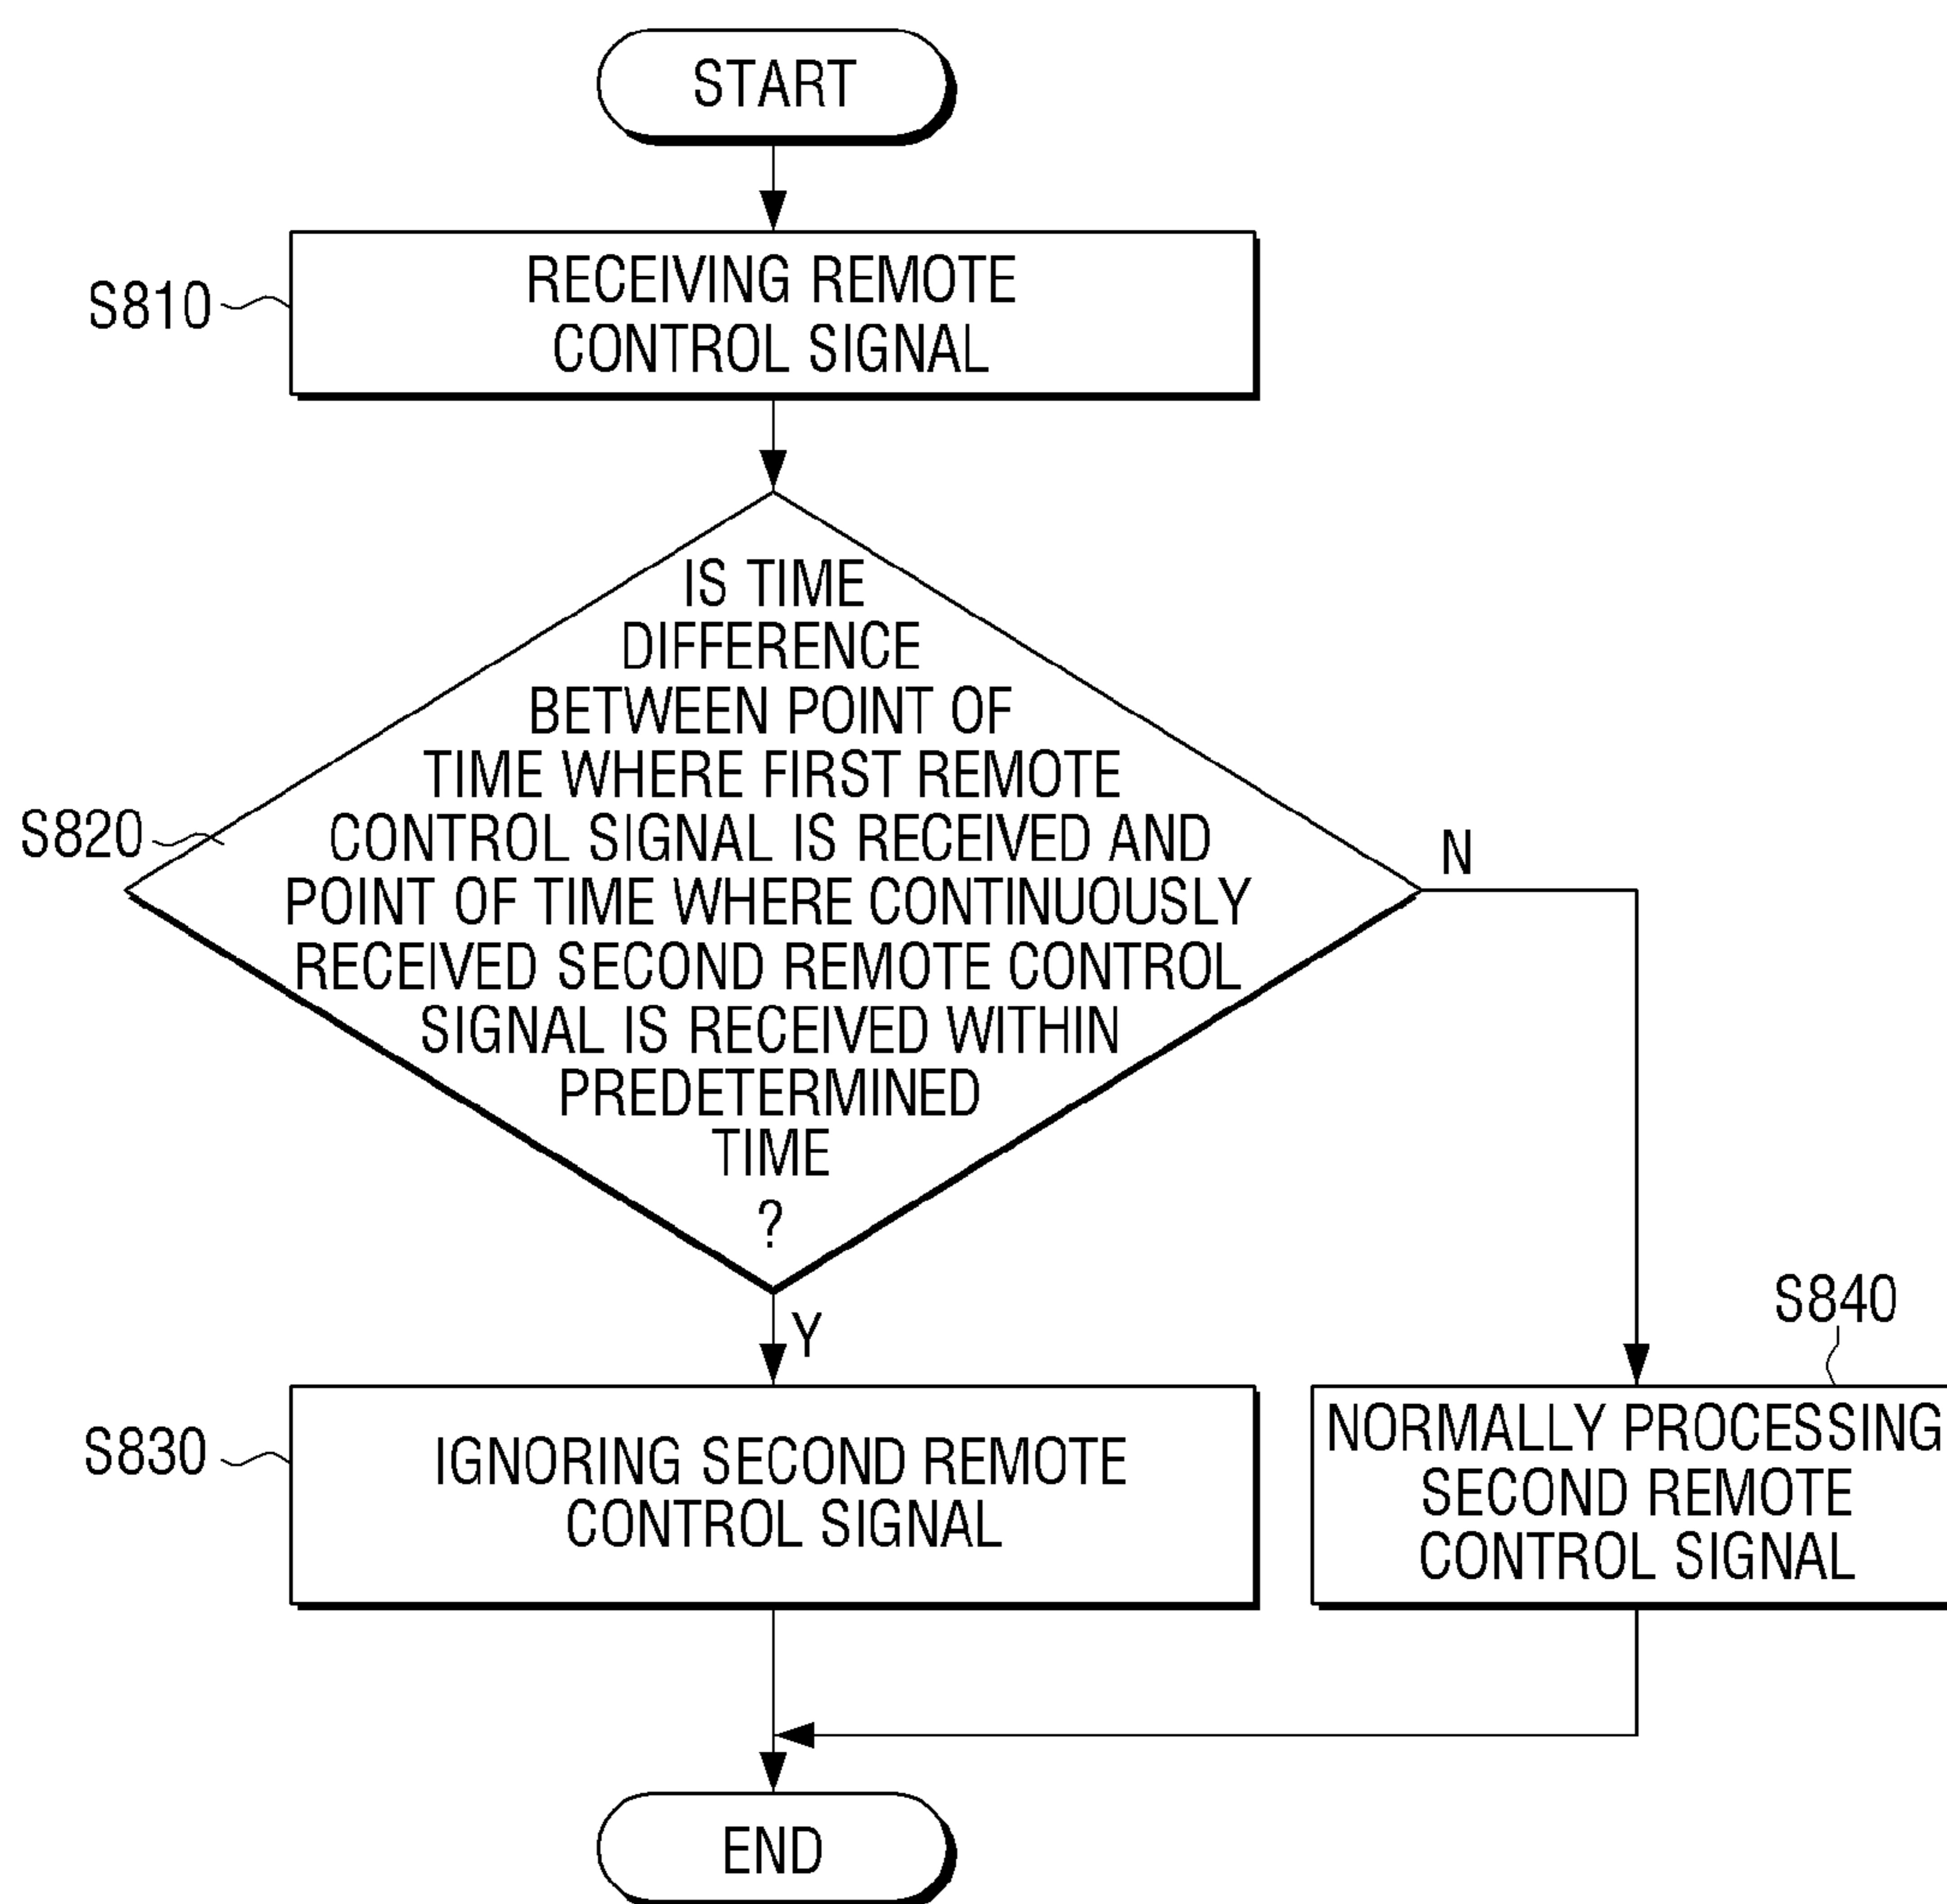 START
S810
RECEIVING REMOTE
CONTROL SIGNAL
S820
IS TIME
DIFFERENCE
BETWEEN POINT OF
TIME WHERE FIRST REMOTE
CONTROL SIGNAL IS RECEIVED AND
POINT OF TIME WHERE CONTINUOUSLY
RECEIVED SECOND REMOTE CONTROL
SIGNAL IS RECEIVED WITHIN
PREDETERMINED
TIME
?
N
Y
S830
IGNORING SECOND REMOTE
CONTROL SIGNAL
S840
NORMALLY PROCESSING
SECOND REMOTE
CONTROL SIGNAL
END